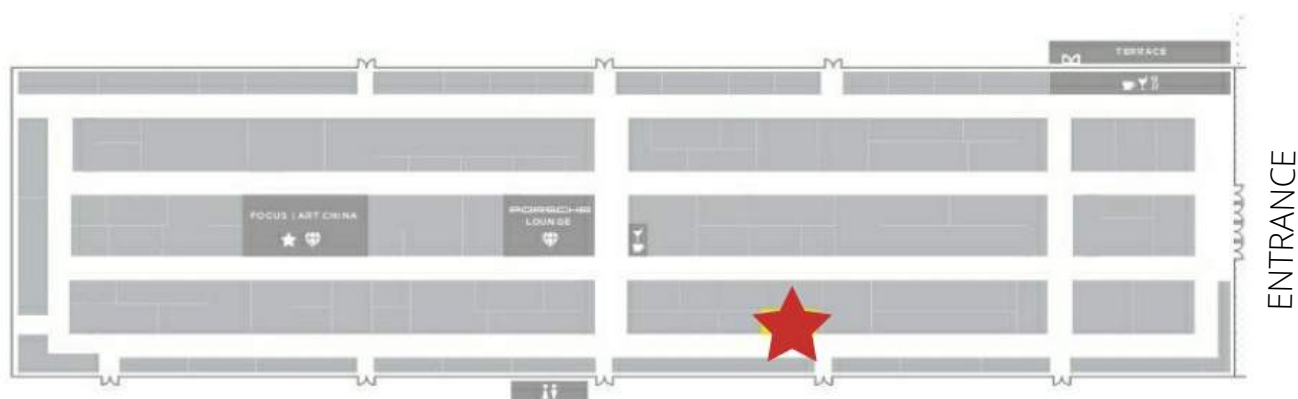 TERRACE
FOCUS | ART CHINA
PORSCHE
LOUNGE
ENTRANCE